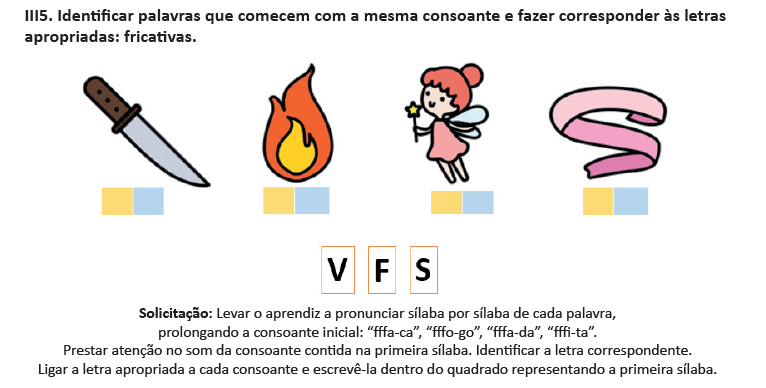 III5. Identificar palavras que comecem com a mesma consoante e fazer corresponder às letras
apropriadas: fricativas.
V F S
Solicitação: Levar o aprendiz a pronunciar sílaba por sílaba de cada palavra,
prolongando a consoante inicial: “fffa-ca”, “fffo-go”, “fffa-da”, “fffi-ta”.
Prestar atenção no som da consoante contida na primeira sílaba. Identificar a letra correspondente.
Ligar a letra apropriada a cada consoante e escrevê-la dentro do quadrado representando a primeira sílaba.